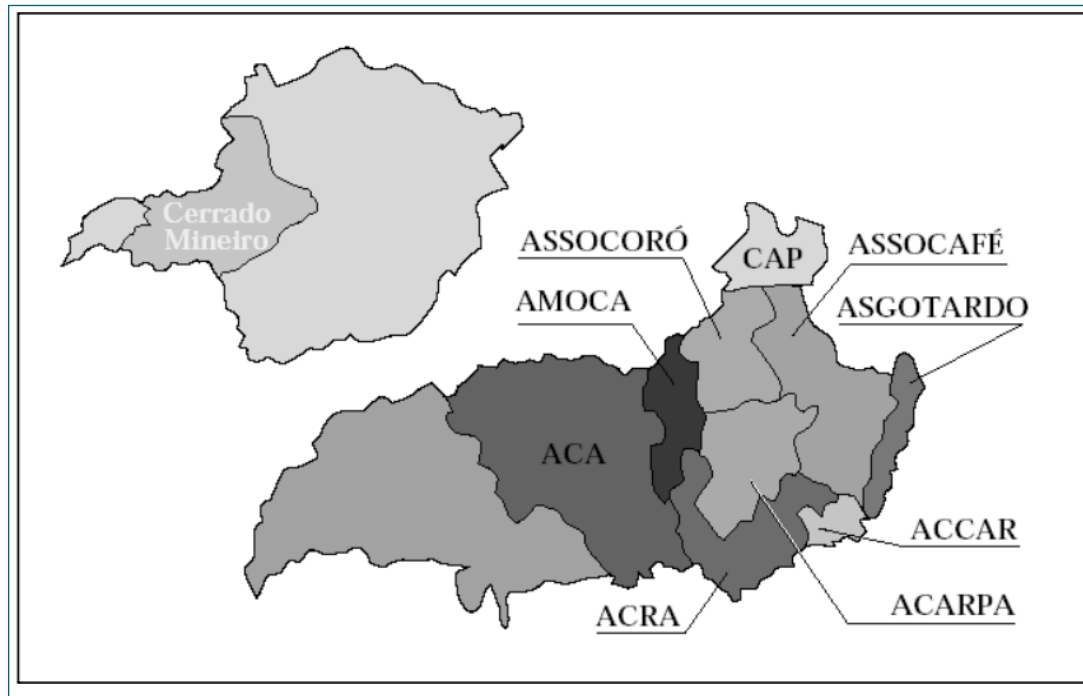 Cerrado
Mineiro
ASSOCORÓ
CAP
ASSOCAFÉ
AMOCA
ASGOTARDO
ACA
ACCAR
ACRA
ACARPA